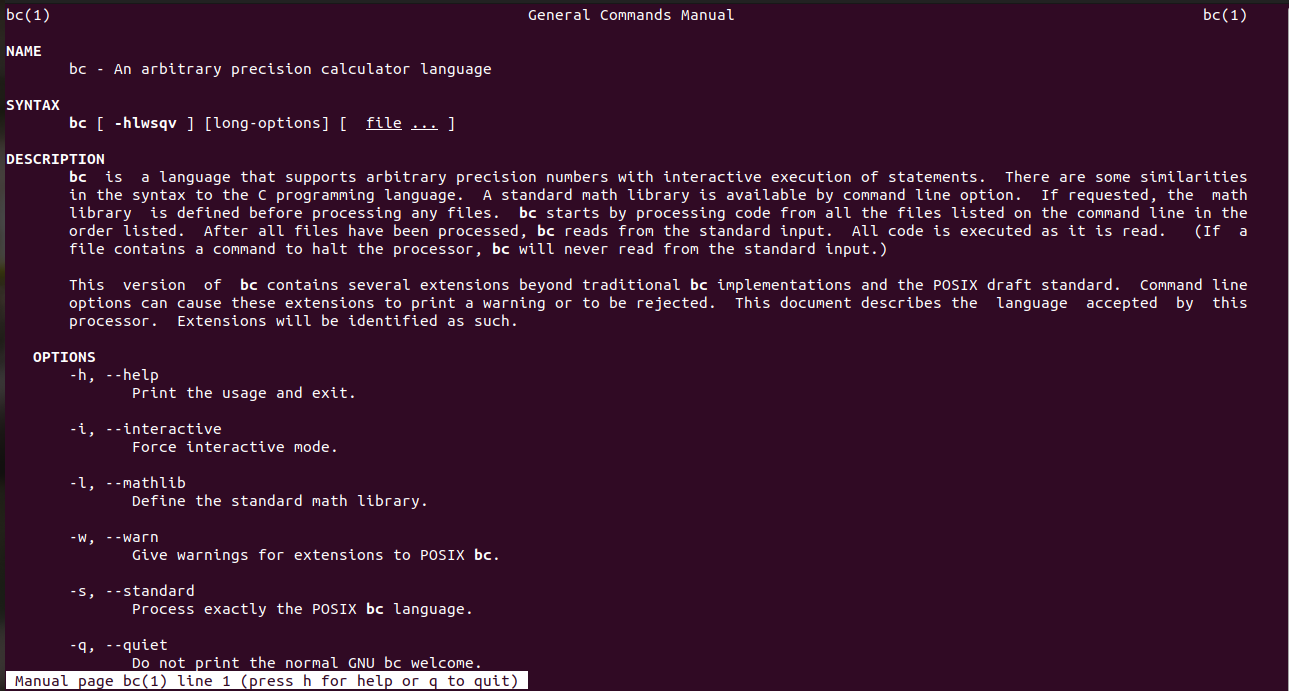 bc(1) General Commands Manual bc(1)
NAME
bc - An arbitrary precision calculator language
SYNTAX
bc [ -hlwsqv ] [long-options] [ file ... ]
DESCRIPTION
bc is a language that supports arbitrary precision numbers with interactive execution of statements. There are some similarities
in the syntax to the C programming language. A standard math library is available by command line option. If requested, the math
library is defined before processing any files. bc starts by processing code from all the files listed on the command line in the
order listed. After all files have been processed, bc reads from the standard input. All code is executed as it is read. (If a
file contains a command to halt the processor, bc will never read from the standard input.)
This version of bc contains several extensions beyond traditional bc implementations and the POSIX draft standard. Command line
options can cause these extensions to print a warning or to be rejected. This document describes the language accepted by this
processor. Extensions will be identified as such.
OPTIONS
-h, --help
Print the usage and exit.
-i, --interactive
Force interactive mode.
-l, --mathlib
Define the standard math library.
-w, --warn
Give warnings for extensions to POSIX bc.
-s, --standard
Process exactly the POSIX bc language.
-q, --quiet
Do not print the normal GNU bc welcome.
Manual page bc(1) line 1 (press h for help or q to quit)